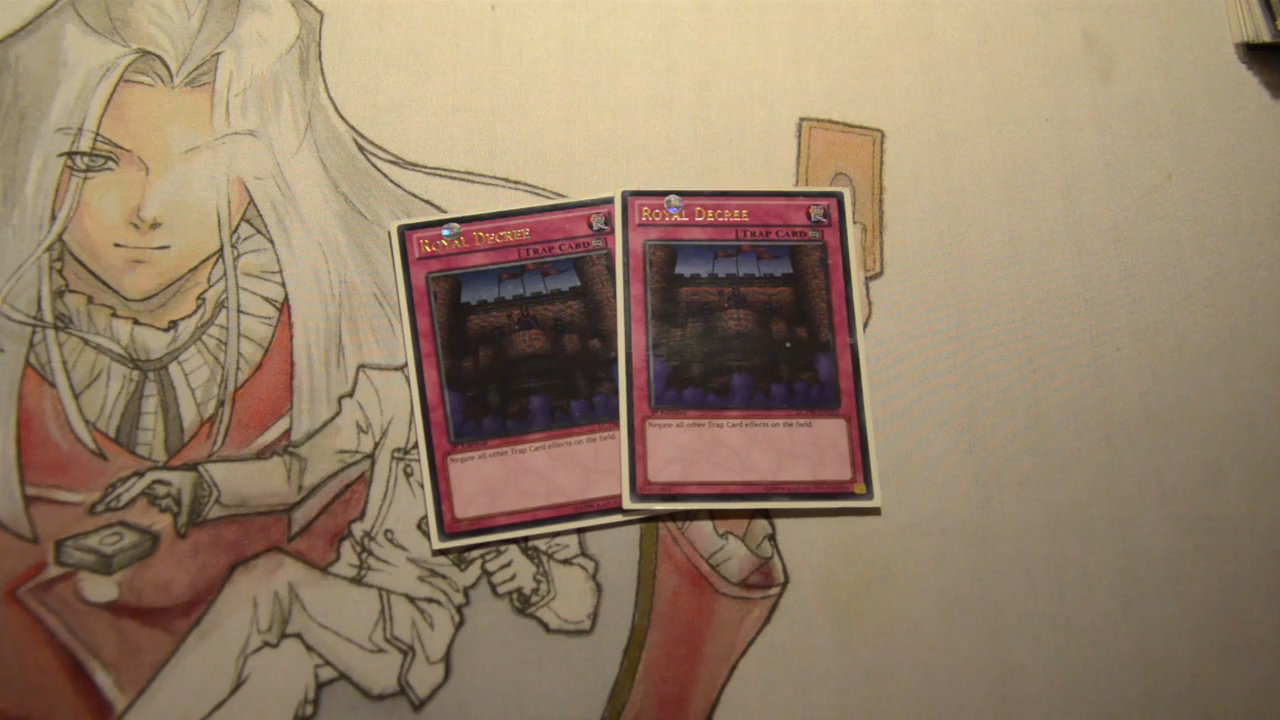 Royal Decree
[Trap Card
Negate all other Trap Card effects on the field.
Royal Decree
[Trap Card
Negate all other Trap Card effects on the field.